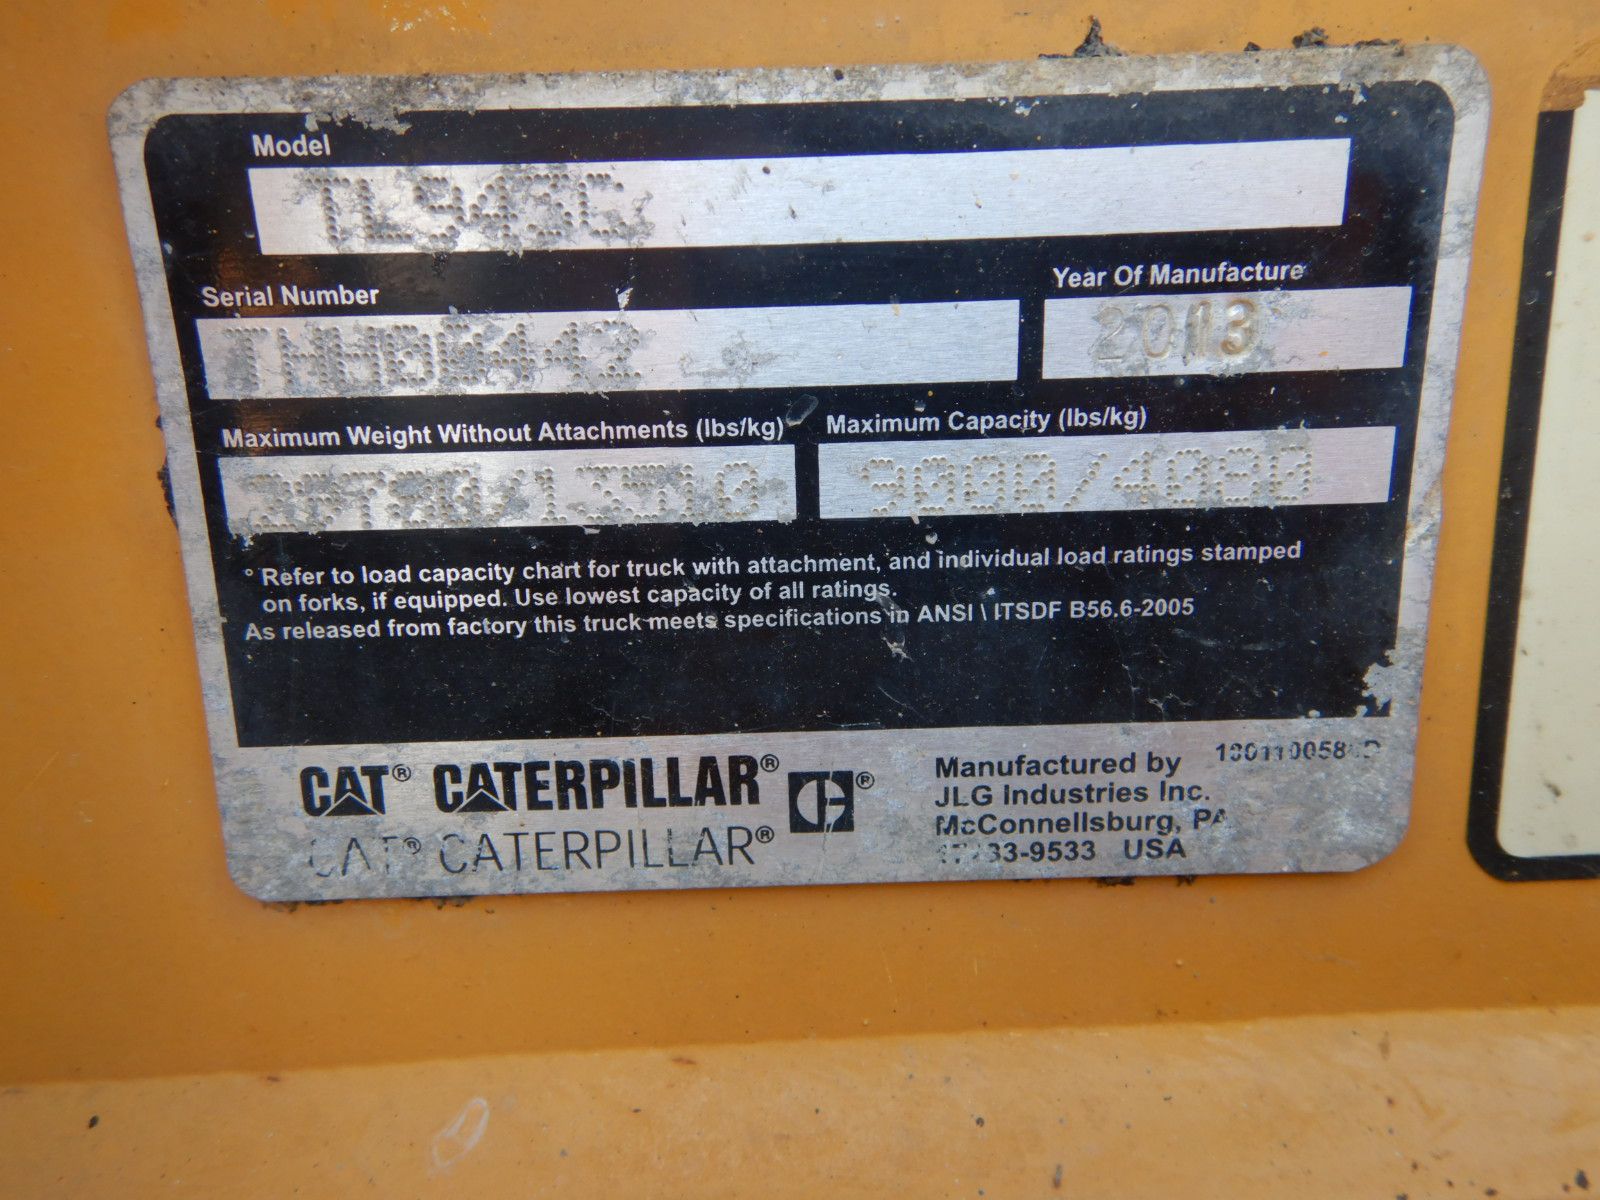 Model
TL943C
Serial Number
Year Of Manufacture
2013
Maximum Weight Without Attachments (lbs/kg)
Maximum Capacity (lbs/kg)
9000/4080
° Refer to load capacity chart for truck with attachment, and individual load ratings stamped
on forks, if equipped. Use lowest capacity of all ratings.
As released from factory this truck meets specifications in ANSI \ ITSDF B56.6-2005
CAT® CATERPILLAR®
CAT® CATERPILLAR®
Manufactured by
JLG Industries Inc.
McConnellsburg, PA
USA